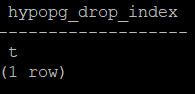 hypopg_drop_index
-------------------
t
(1 row)